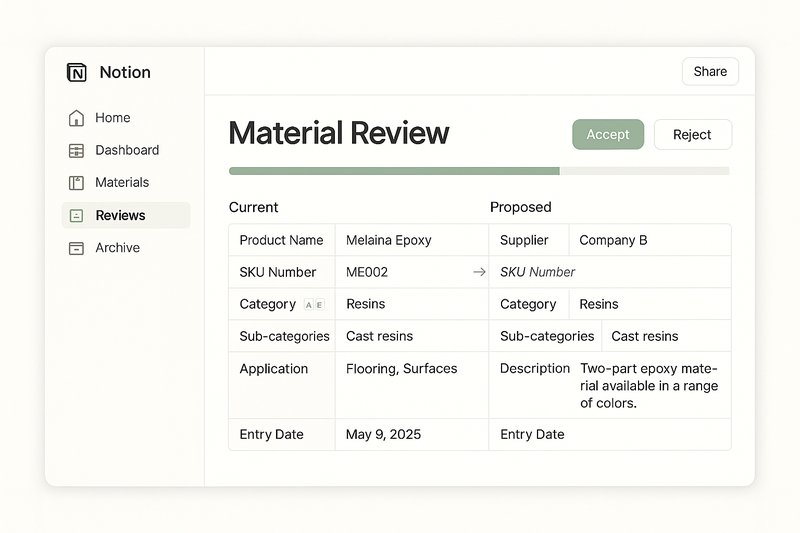 Notion
Share
Home
Dashboard
Materials
Reviews
Archive
Material Review
Accept
Reject
Current
Proposed
Product Name
Melaina Epoxy
Supplier
Company B
SKU Number
ME002
→
SKU Number
Category
A E
Resins
Category
Resins
Sub-categories
Cast resins
Sub-categories
Cast resins
Application
Flooring, Surfaces
Description
Two-part epoxy mate-
rial available in a range
of colors.
Entry Date
May 9, 2025
Entry Date